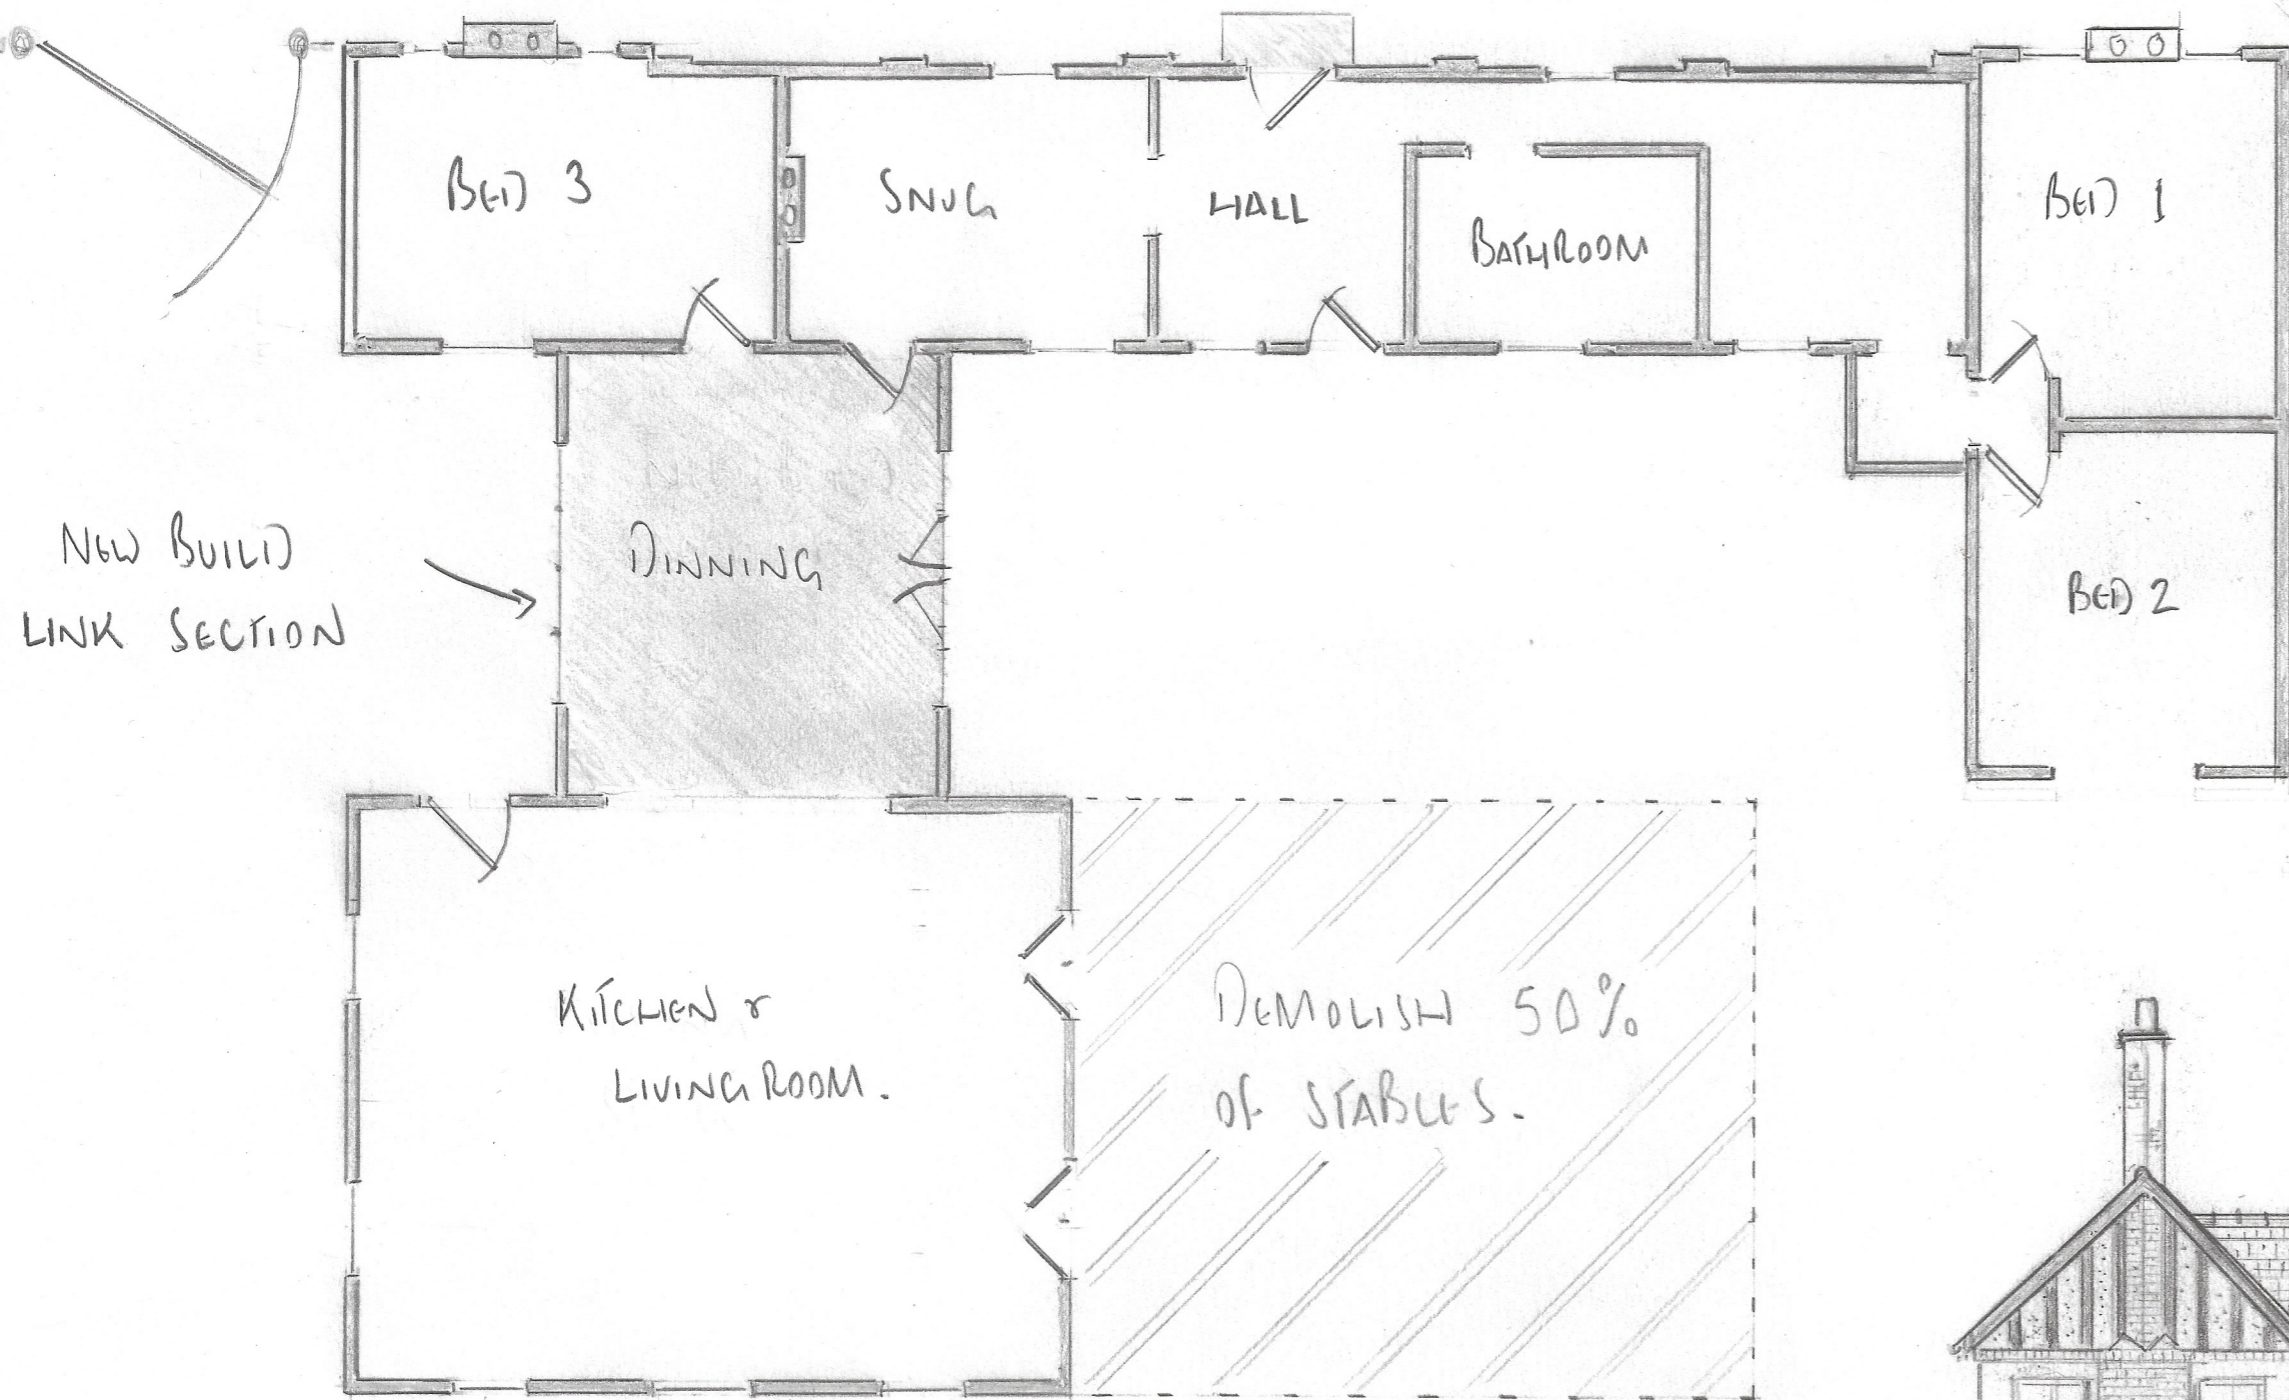 BED 3
SNUG
HALL
BATHROOM
BED 1
BED 2
NEW BUILD
LINK SECTION
DINNING
KITCHEN &
LIVING ROOM.
DEMOLISH 50%
OF STABLES.